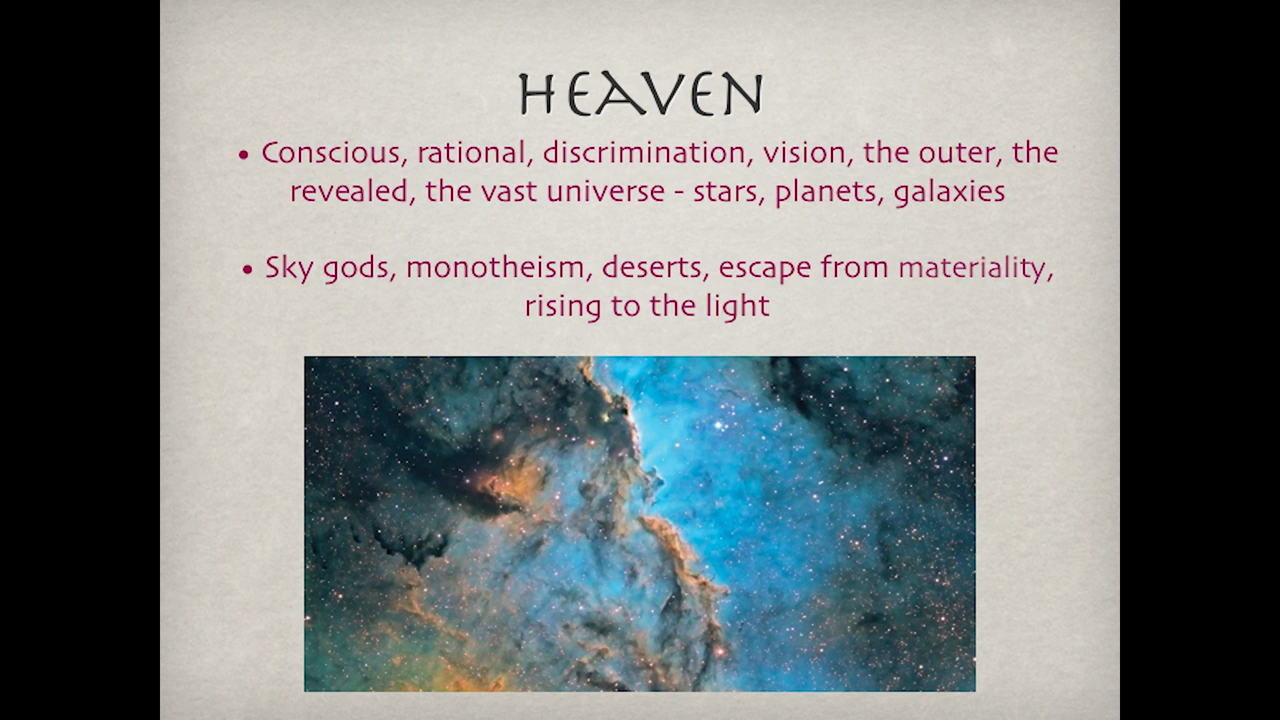 HEAVEN
• Conscious, rational, discrimination, vision, the outer, the
revealed, the vast universe - stars, planets, galaxies
• Sky gods, monotheism, deserts, escape from materiality,
rising to the light